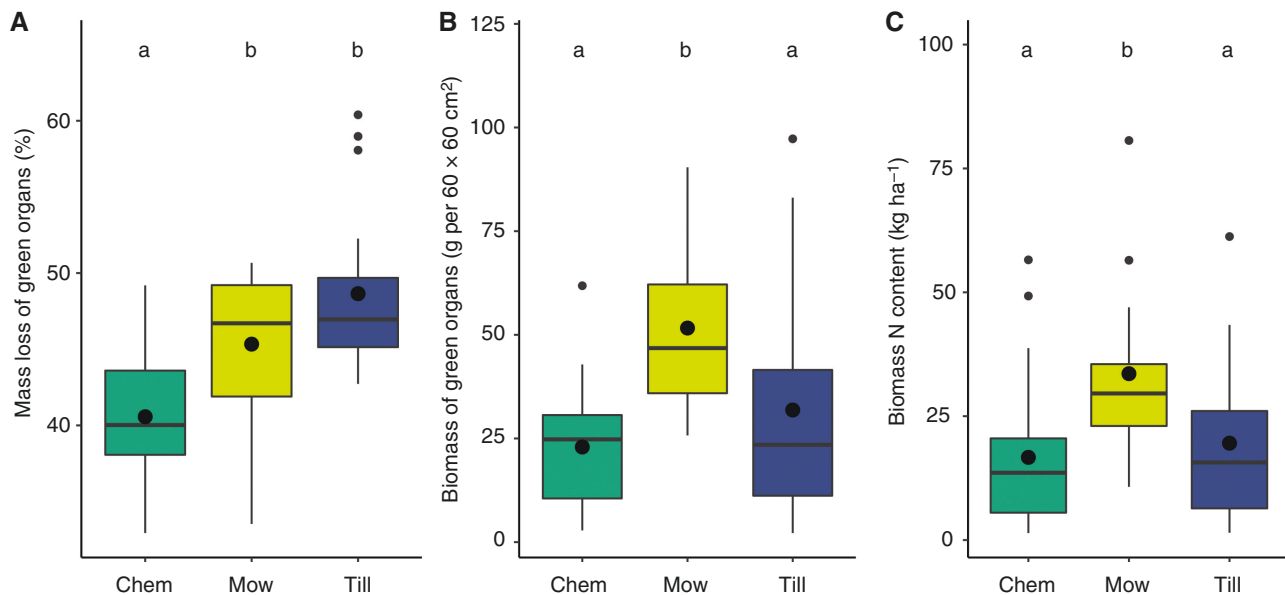 A
a b b
Mass loss of green organs (%)
60
50
40
Chem Mow Till
B
a b a
Biomass of green organs (g per 60 × 60 cm²)
125
100
75
50
25
0
Chem Mow Till
C
a b a
Biomass N content (kg ha⁻¹)
100
75
50
25
0
Chem Mow Till